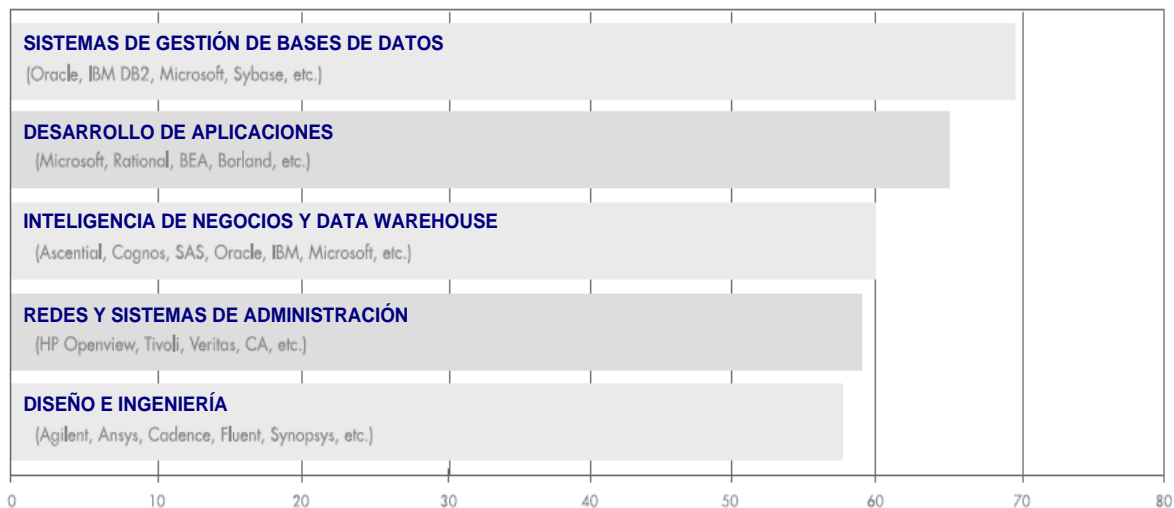 SISTEMAS DE GESTIÓN DE BASES DE DATOS
(Oracle, IBM DB2, Microsoft, Sybase, etc.)
DESARROLLO DE APLICACIONES
(Microsoft, Rational, BEA, Borland, etc.)
INTELIGENCIA DE NEGOCIOS Y DATA WAREHOUSE
(Ascential, Cognos, SAS, Oracle, IBM, Microsoft, etc.)
REDES Y SISTEMAS DE ADMINISTRACIÓN
(HP Openview, Tivoli, Veritas, CA, etc.)
DISEÑO E INGENIERÍA
(Agilent, Ansys, Cadence, Fluent, Synopsys, etc.)
0 10 20 30 40 50 60 70 80